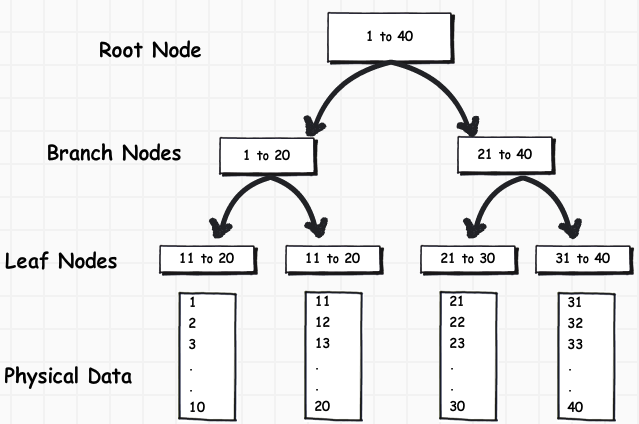 Root Node
1 to 40
Branch Nodes
1 to 20
21 to 40
Leaf Nodes
11 to 20
11 to 20
21 to 30
31 to 40
Physical Data
1
2
3
.
.
10
11
12
13
.
.
20
21
22
23
.
.
30
31
32
33
.
.
40